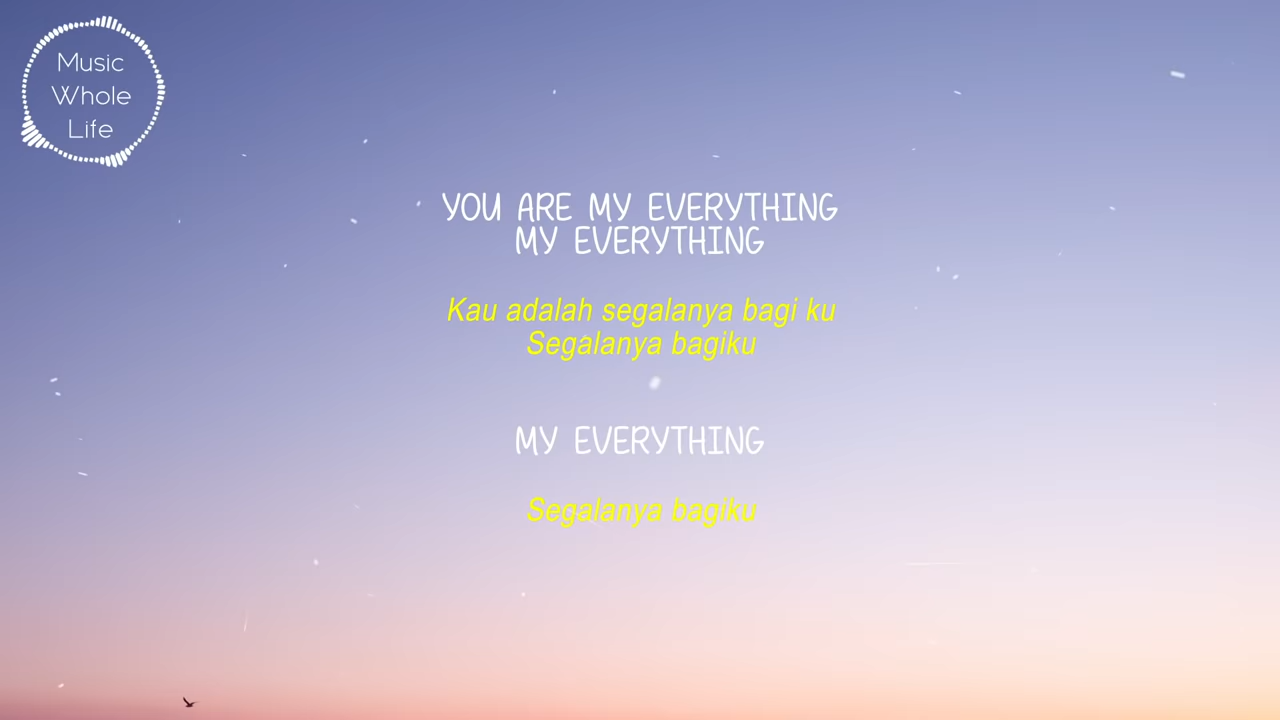 Music
Whole
Life
YOU ARE MY EVERYTHING
MY EVERYTHING
Kau adalah segalanya bagi ku
Segalanya bagiku
MY EVERYTHING
Segalanya bagiku